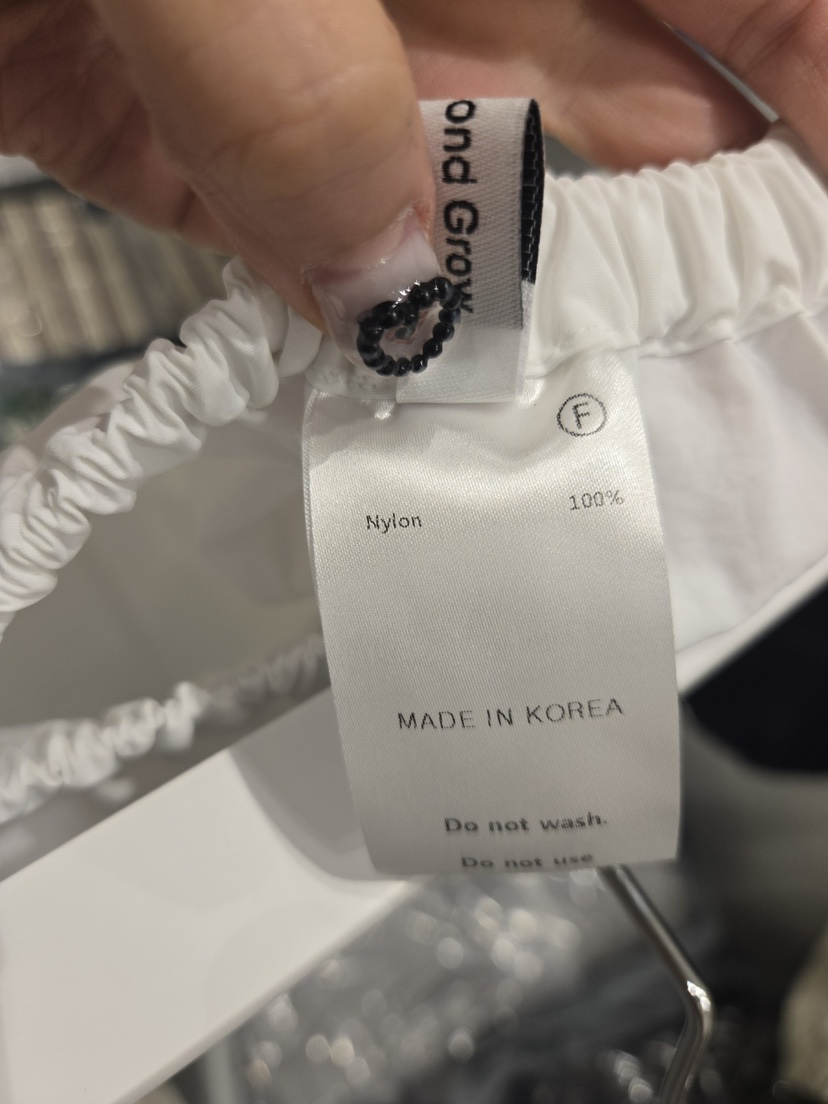 ond Grow
F
Nylon 100%
MADE IN KOREA
Do not wash.
Do not use